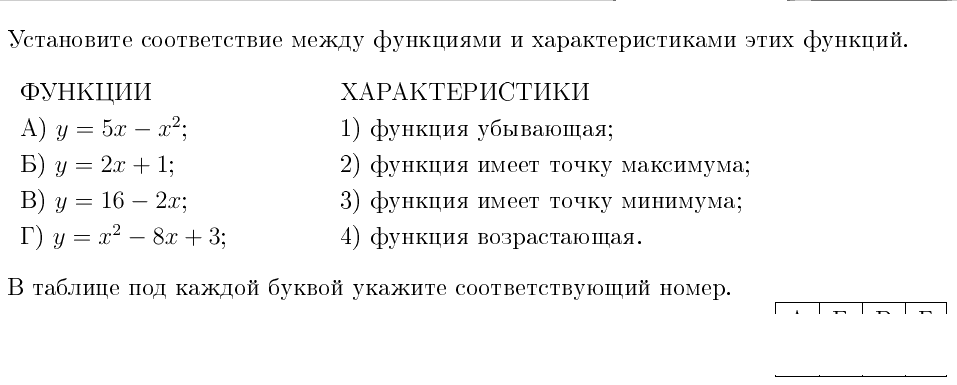 Установите соответствие между функциями и характеристиками этих функций.
ФУНКЦИИ ХАРАКТЕРИСТИКИ
А) y = 5x − x²; 1) функция убывающая;
Б) y = 2x + 1; 2) функция имеет точку максимума;
В) y = 16 − 2x; 3) функция имеет точку минимума;
Г) y = x² − 8x + 3; 4) функция возрастающая.
В таблице под каждой буквой укажите соответствующий номер.